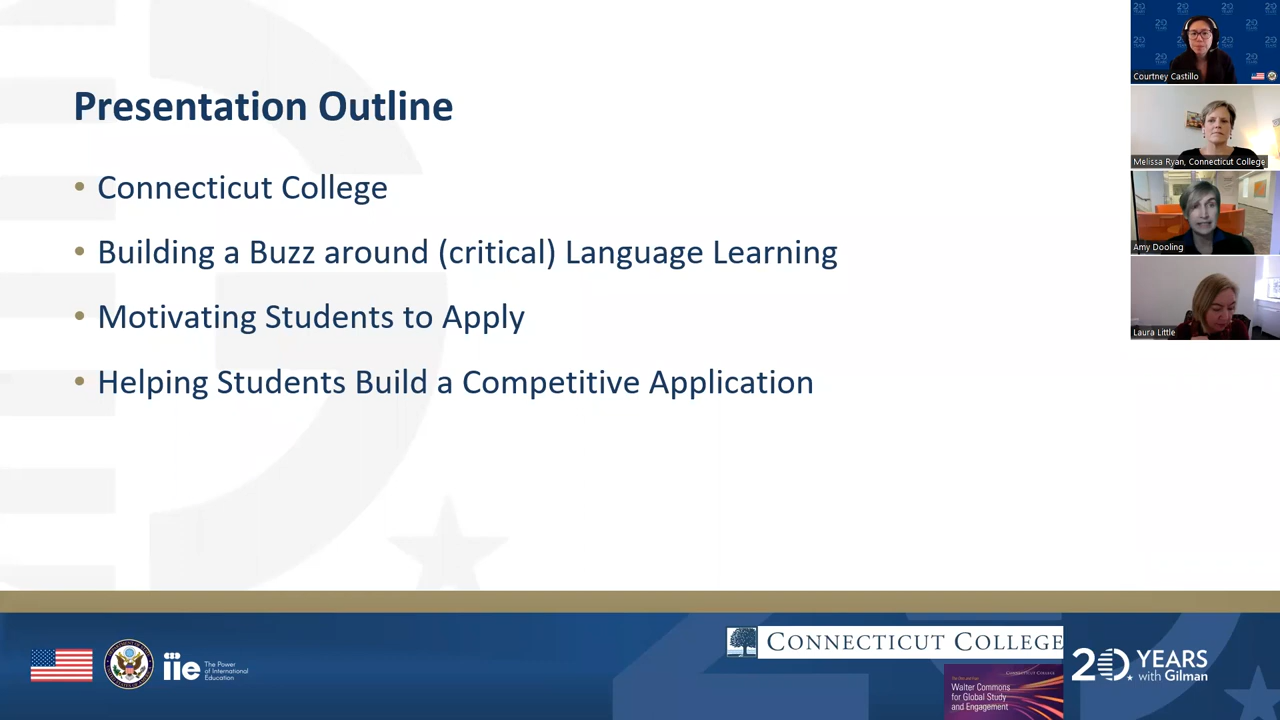 Presentation Outline
• Connecticut College
• Building a Buzz around (critical) Language Learning
• Motivating Students to Apply
• Helping Students Build a Competitive Application
Courtney Castillo
Melissa Ryan, Connecticut College
Amy Dooling
Laura Little
iie
The Power
of International
Education
CONNECTICUT COLLEGE
CONNECTICUT COLLEGE
Walter Commons
for Global Study
and Engagement
20 YEARS
with Gilman